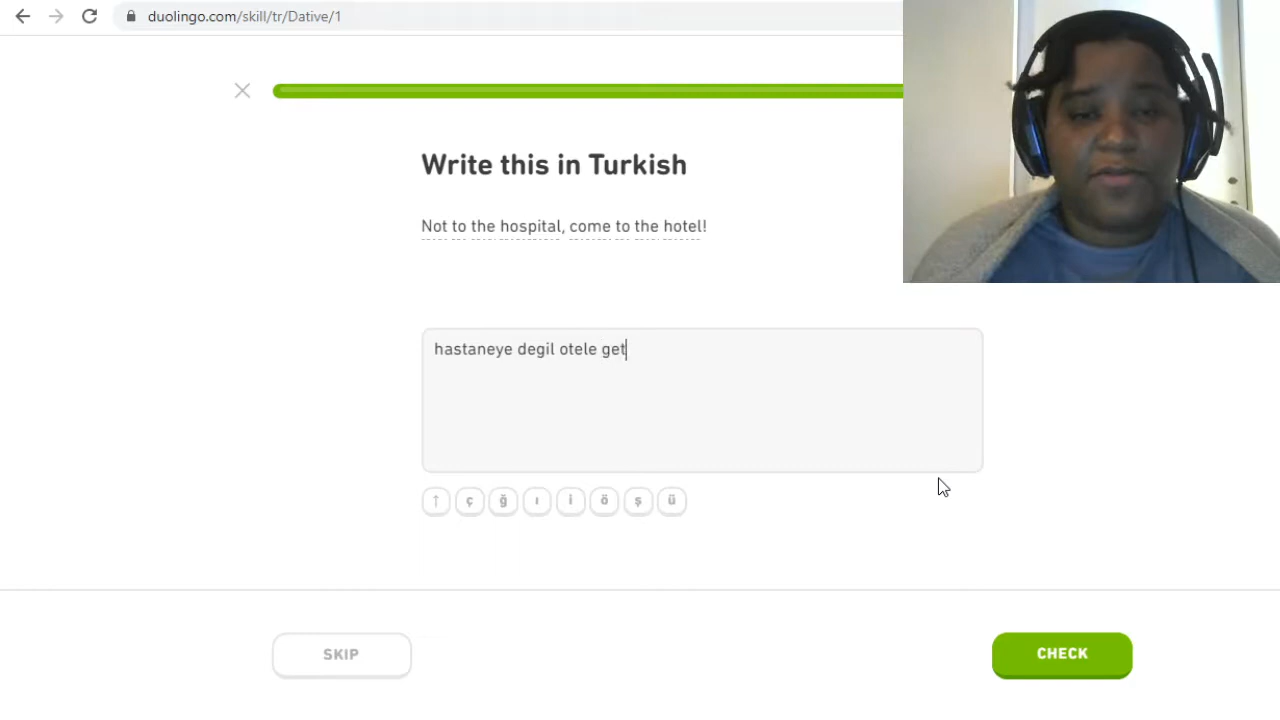 duolingo.com/skill/tr/Dative/1
Write this in Turkish
Not to the hospital, come to the hotel!
hastaneye degil otele get
↑ ç ğ ı i ö ş ü
SKIP
CHECK